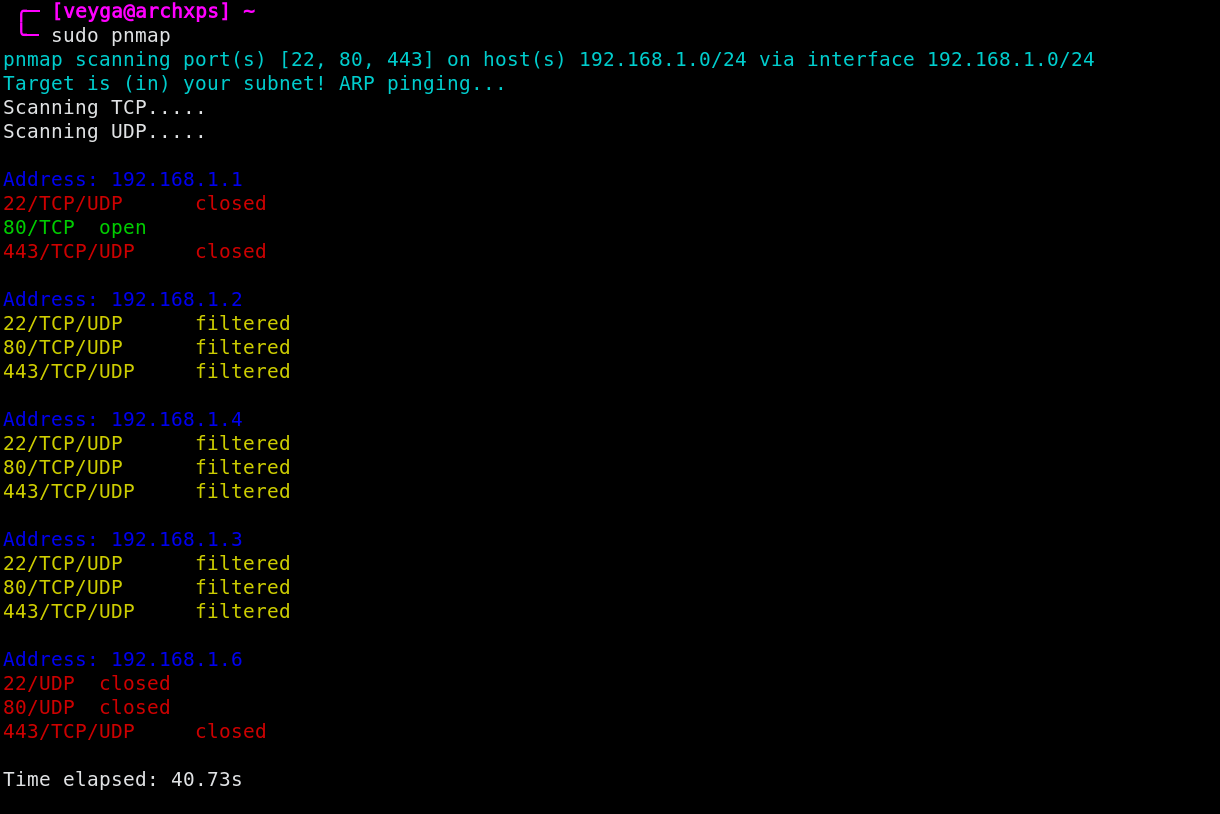 [veyga@archxps] ~
sudo pnmap
pnmap scanning port(s) [22, 80, 443] on host(s) 192.168.1.0/24 via interface 192.168.1.0/24
Target is (in) your subnet! ARP pinging...
Scanning TCP.....
Scanning UDP.....
Address: 192.168.1.1
22/TCP/UDP      closed
80/TCP  open
443/TCP/UDP     closed
Address: 192.168.1.2
22/TCP/UDP      filtered
80/TCP/UDP      filtered
443/TCP/UDP     filtered
Address: 192.168.1.4
22/TCP/UDP      filtered
80/TCP/UDP      filtered
443/TCP/UDP     filtered
Address: 192.168.1.3
22/TCP/UDP      filtered
80/TCP/UDP      filtered
443/TCP/UDP     filtered
Address: 192.168.1.6
22/UDP  closed
80/UDP  closed
443/TCP/UDP     closed
Time elapsed: 40.73s